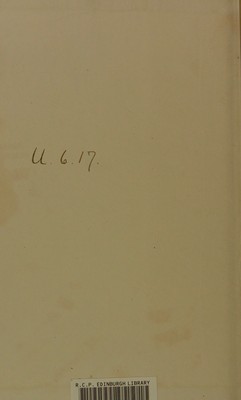 U. 6. 17.
R.C.P. EDINBURGH LIBRARY